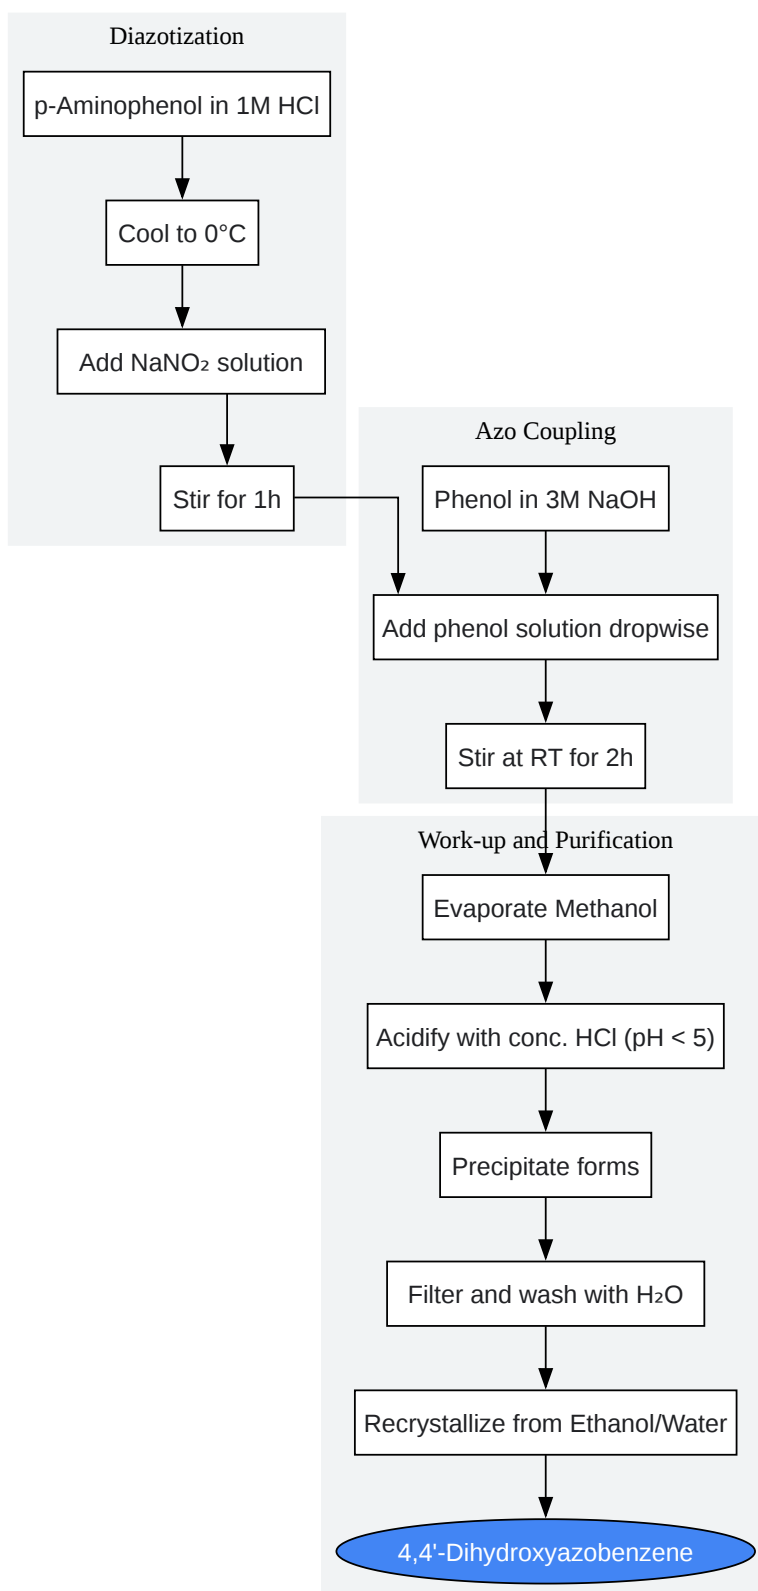 Diazotization
p-Aminophenol in 1M HCl
Cool to 0°C
Add NaNO₂ solution
Stir for 1h
Azo Coupling
Phenol in 3M NaOH
Add phenol solution dropwise
Stir at RT for 2h
Work-up and Purification
Evaporate Methanol
Acidify with conc. HCl (pH < 5)
Precipitate forms
Filter and wash with H₂O
Recrystallize from Ethanol/Water
4,4'-Dihydroxyazobenzene